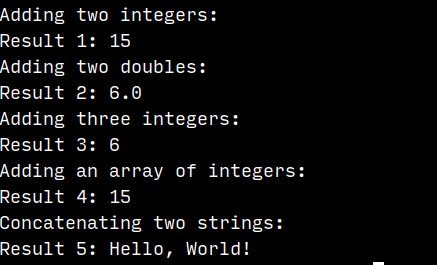 Adding two integers:
Result 1: 15
Adding two doubles:
Result 2: 6.0
Adding three integers:
Result 3: 6
Adding an array of integers:
Result 4: 15
Concatenating two strings:
Result 5: Hello, World!